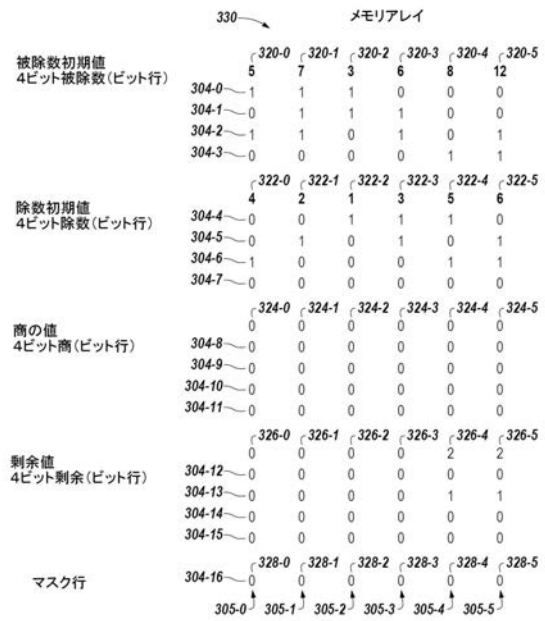 330 メモリアレイ
被除数初期値
4ビット被除数(ビット行)
320-0 320-1 320-2 320-3 320-4 320-5
5 7 3 6 8 12
304-0 1 1 1 0 0 0
304-1 0 1 1 1 0 0
304-2 1 1 0 1 0 1
304-3 0 0 0 0 1 1
除数初期値
4ビット除数(ビット行)
322-0 322-1 322-2 322-3 322-4 322-5
4 2 1 3 5 6
304-4 0 0 1 1 1 0
304-5 0 1 0 1 0 1
304-6 1 0 0 0 1 1
304-7 0 0 0 0 0 0
商の値
4ビット商(ビット行)
324-0 324-1 324-2 324-3 324-4 324-5
0 0 0 0 0 0
304-8 0 0 0 0 0 0
304-9 0 0 0 0 0 0
304-10 0 0 0 0 0 0
304-11 0 0 0 0 0 0
剰余値
4ビット剰余(ビット行)
326-0 326-1 326-2 326-3 326-4 326-5
0 0 0 0 2 2
304-12 0 0 0 0 0 0
304-13 0 0 0 0 1 1
304-14 0 0 0 0 0 0
304-15 0 0 0 0 0 0
マスク行
328-0 328-1 328-2 328-3 328-4 328-5
304-16 0 0 0 0 0 0
305-0 305-1 305-2 305-3 305-4 305-5